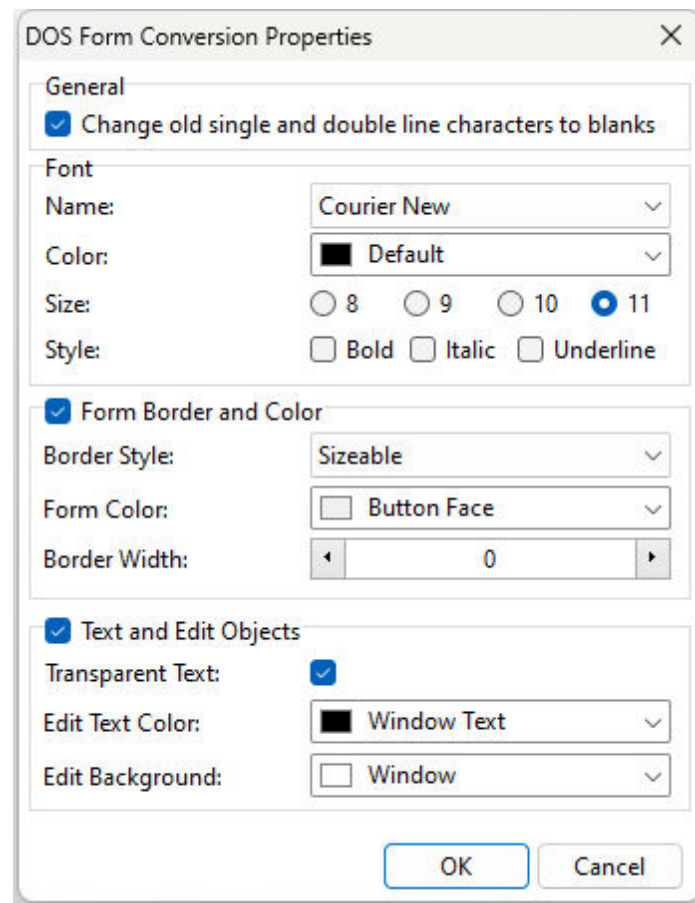 DOS Form Conversion Properties
General
Change old single and double line characters to blanks
Font
Name: Courier New
Color: Default
Size: 8 9 10 11
Style: Bold Italic Underline
Form Border and Color
Border Style: Sizeable
Form Color: Button Face
Border Width: 0
Text and Edit Objects
Transparent Text:
Edit Text Color: Window Text
Edit Background: Window
OK Cancel